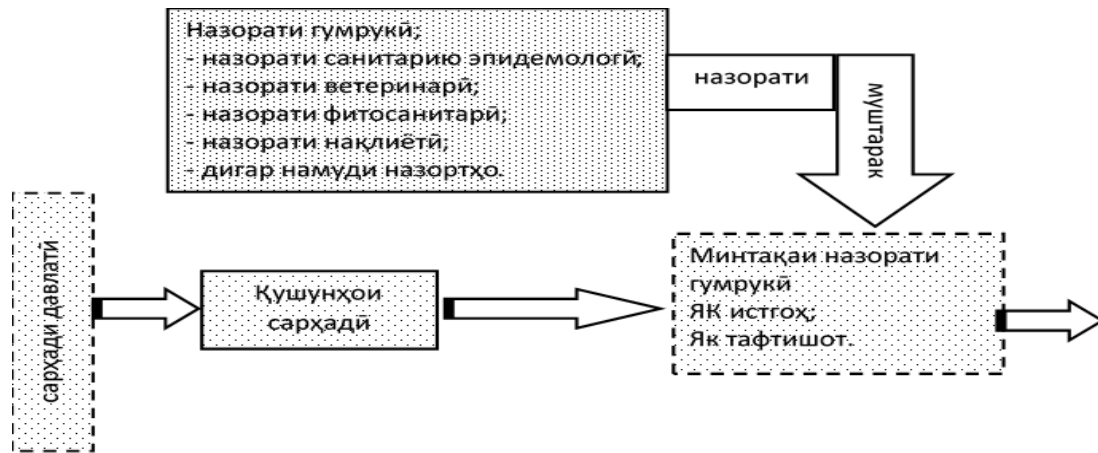 Назорати гумрукӣ;
- назорати санитарию эпидемологӣ;
- назорати ветеринарӣ;
- назорати фитосанитарӣ;
- назорати нақлиётӣ;
- дигар намуди назортҳо.
назорати
муштарак
сарҳади давлатӣ
Қушунҳои
сарҳадӣ
Минтақаи назорати
гумрукӣ
ЯК истгоҳ;
Як тафтишот.